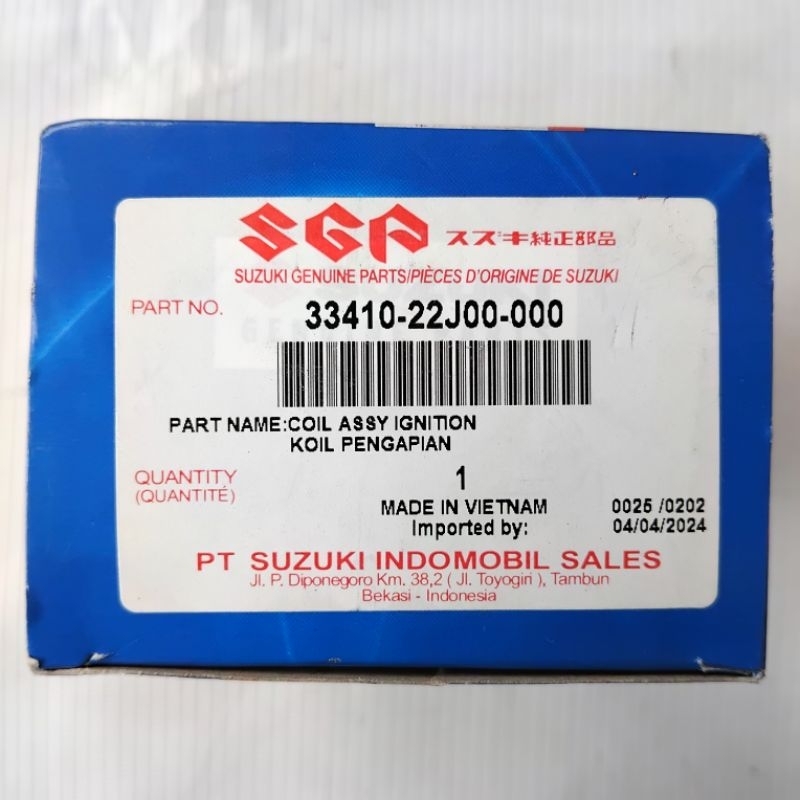 SGP スズキ純正部品
SUZUKI GENUINE PARTS/PIÈCES D'ORIGINE DE SUZUKI
PART NO. 33410-22J00-000
PART NAME:COIL ASSY IGNITION
KOIL PENGAPIAN
QUANTITY 1
(QUANTITÉ)
MADE IN VIETNAM 0025 /0202
Imported by: 04/04/2024
PT SUZUKI INDOMOBIL SALES
Jl. P. Diponegoro Km. 38,2 ( Jl. Toyogiri ), Tambun
Bekasi - Indonesia